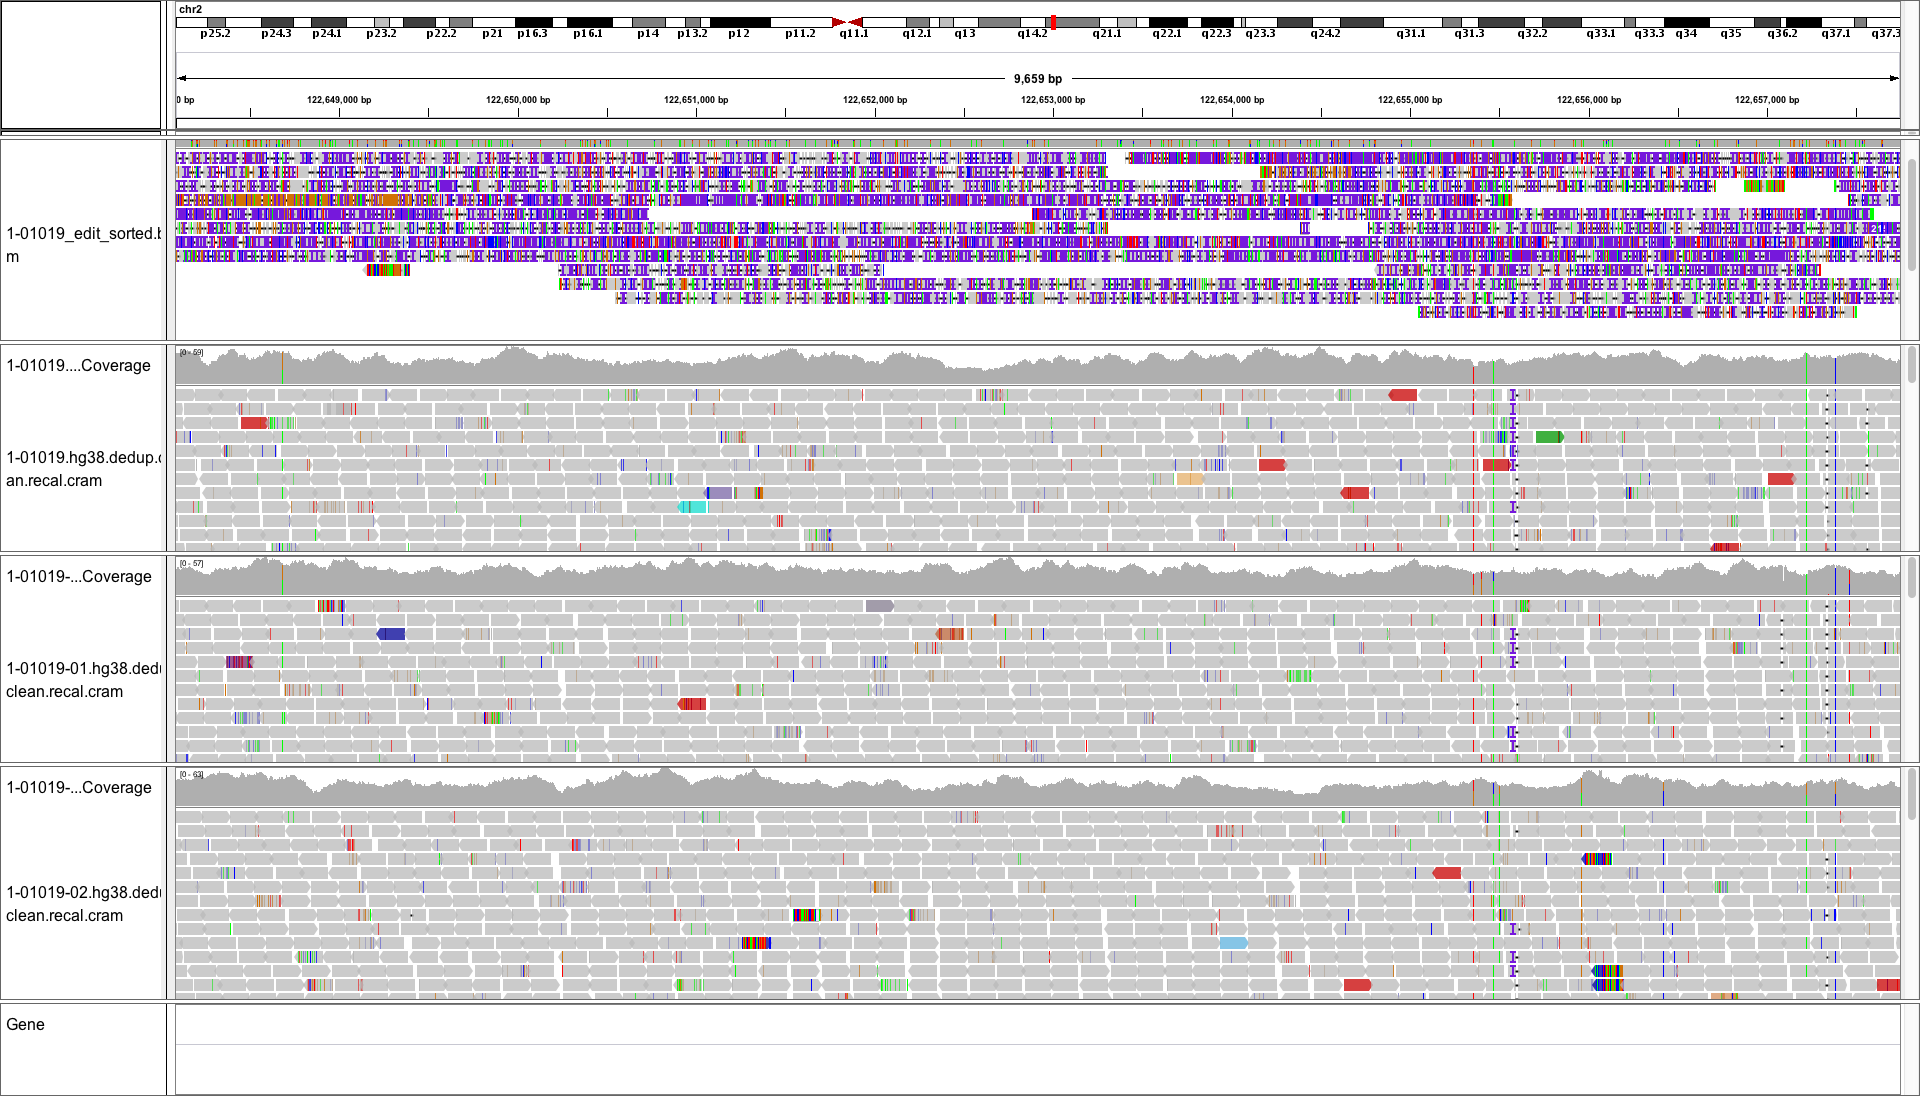 chr2
p25.2 p24.3 p24.1 p23.2 p22.2 p21 p16.3 p16.1 p14 p13.2 p12 p11.2 q11.1 q12.1 q13 q14.2 q21.1 q22.1 q22.3 q23.3 q24.2 q31.1 q31.3 q32.2 q33.1 q33.3 q34 q35 q36.2 q37.1 q37.3
9,659 bp
0 bp 122,649,000 bp 122,650,000 bp 122,651,000 bp 122,652,000 bp 122,653,000 bp 122,654,000 bp 122,655,000 bp 122,656,000 bp 122,657,000 bp
1-01019_edit_sorted.b
m
1-01019....Coverage
[0 - 59]
1-01019.hg38.dedup.c
an.recal.cram
1-01019-...Coverage
[0 - 57]
1-01019-01.hg38.dedu
clean.recal.cram
1-01019-...Coverage
[0 - 63]
1-01019-02.hg38.dedu
clean.recal.cram
Gene